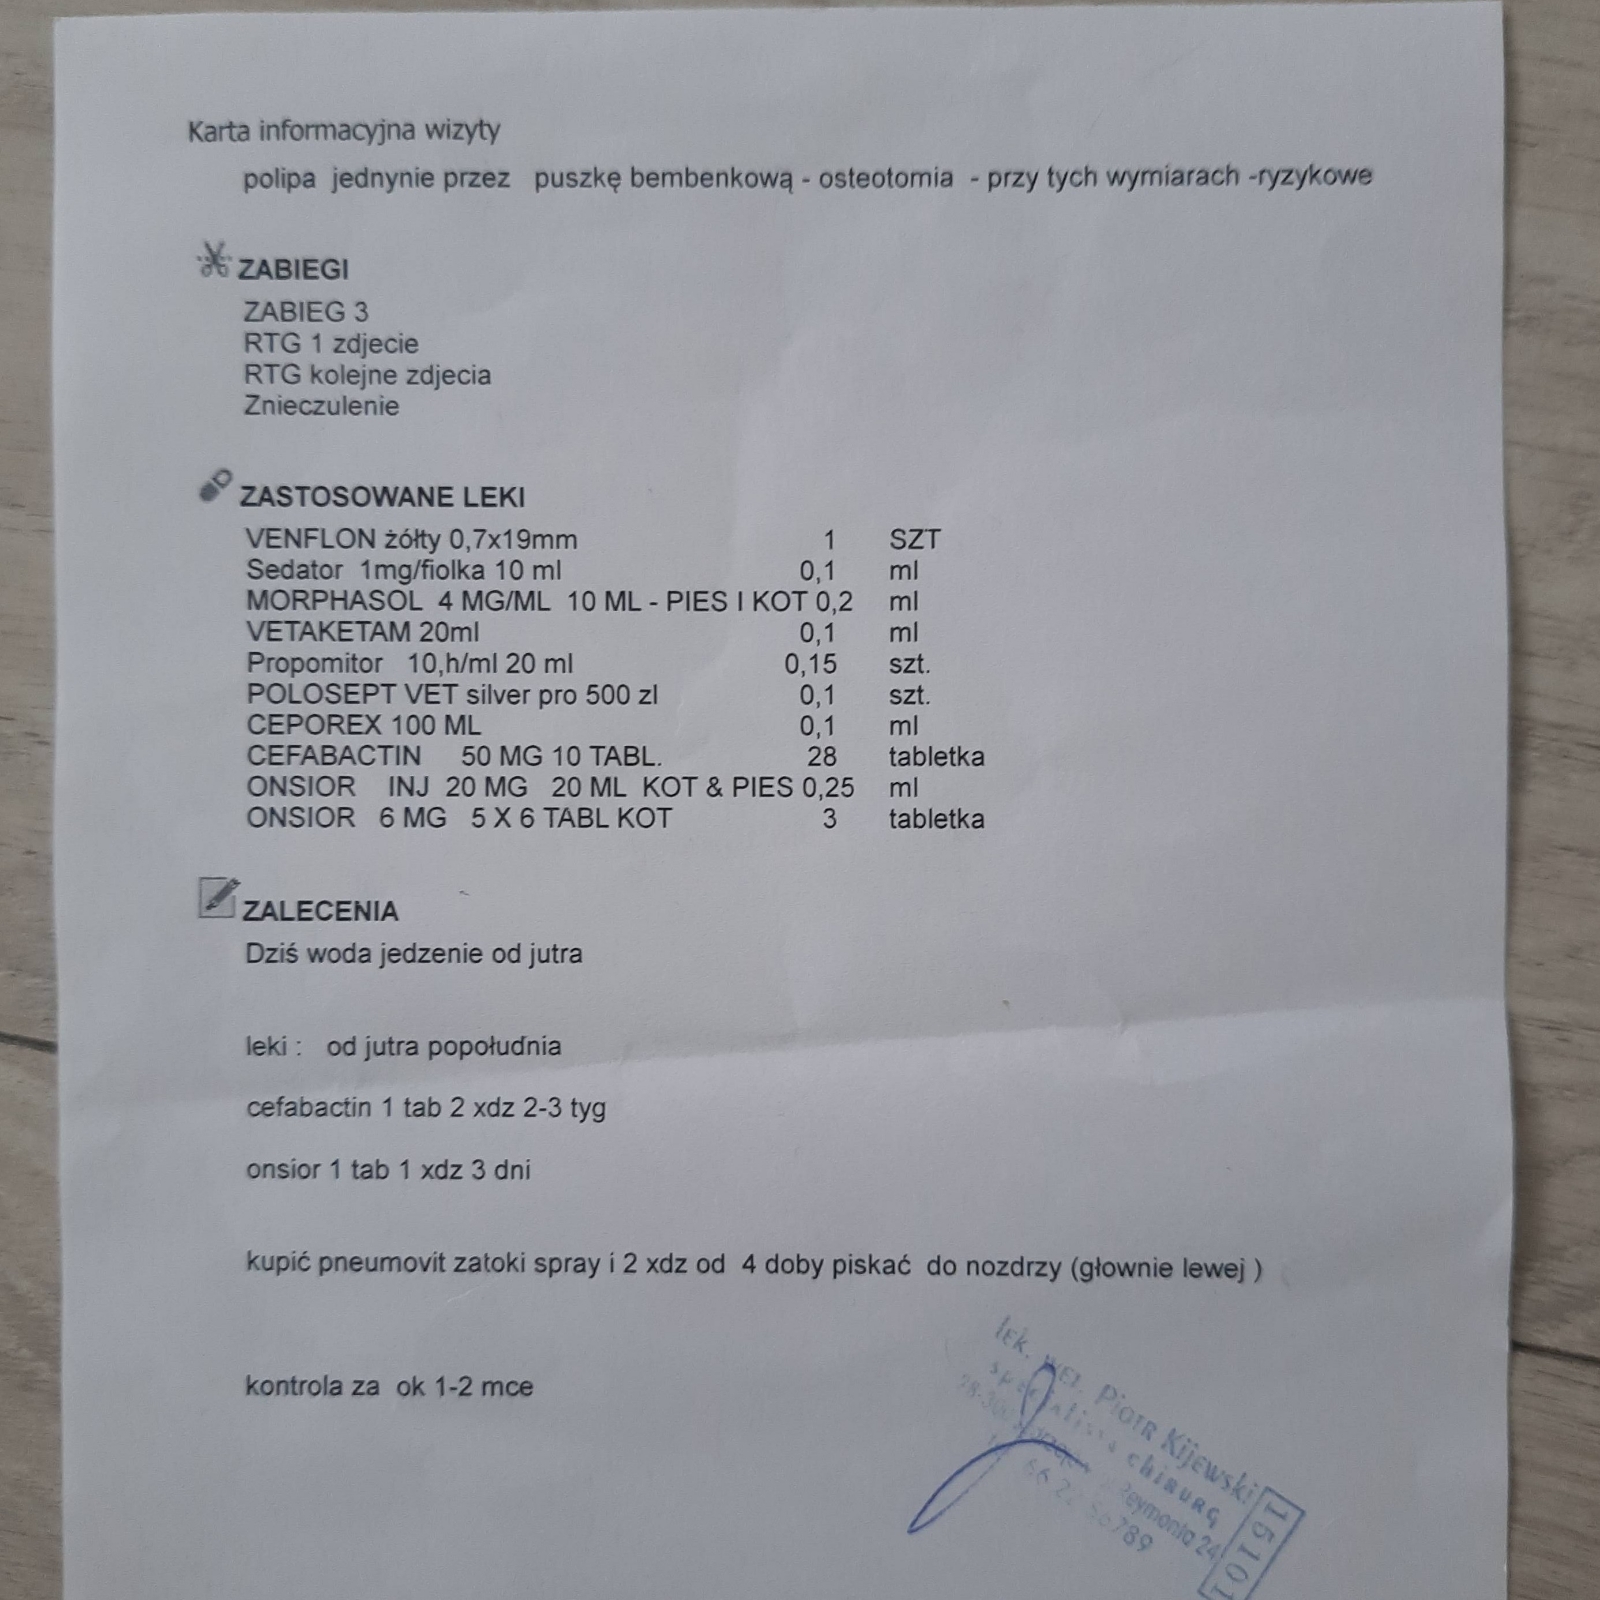 Karta informacyjna wizyty
polipa jednynie przez puszkę bembenkową - osteotomia - przy tych wymiarach -ryzykowe
ZABIEGI
ZABIEG 3
RTG 1 zdjecie
RTG kolejne zdjecia
Znieczulenie
ZASTOSOWANE LEKI
VENFLON żółty 0,7x19mm 1 SZT
Sedator 1mg/fiolka 10 ml 0,1 ml
MORPHASOL 4 MG/ML 10 ML - PIES I KOT 0,2 ml
VETAKETAM 20ml 0,1 ml
Propomitor 10,h/ml 20 ml 0,15 szt.
POLOSEPT VET silver pro 500 zl 0,1 szt.
CEPOREX 100 ML 0,1 ml
CEFABACTIN 50 MG 10 TABL. 28 tabletka
ONSIOR INJ 20 MG 20 ML KOT & PIES 0,25 ml
ONSIOR 6 MG 5 X 6 TABL KOT 3 tabletka
ZALECENIA
Dziś woda jedzenie od jutra
leki : od jutra popołudnia
cefabactin 1 tab 2 xdz 2-3 tyg
onsior 1 tab 1 xdz 3 dni
kupić pneumovit zatoki spray i 2 xdz od 4 doby piskać do nozdrzy (głownie lewej )
kontrola za ok 1-2 mce
lek. wet. Piotr Kijewski
specjalista chirurg
Reymonta 24
789
15101